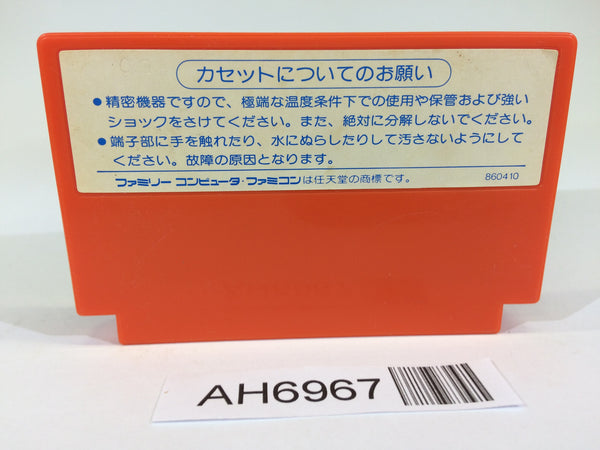 カセットについてのお願い
●精密機器ですので、極端な温度条件下での使用や保管および強い
ショックをさけてください。また、絶対に分解しないでください。
●端子部に手を触れたり、水にぬらしたりして汚さないようにして
ください。故障の原因となります。
ファミリー コンピュータ・ファミコンは任天堂の商標です。 860410
AH6967